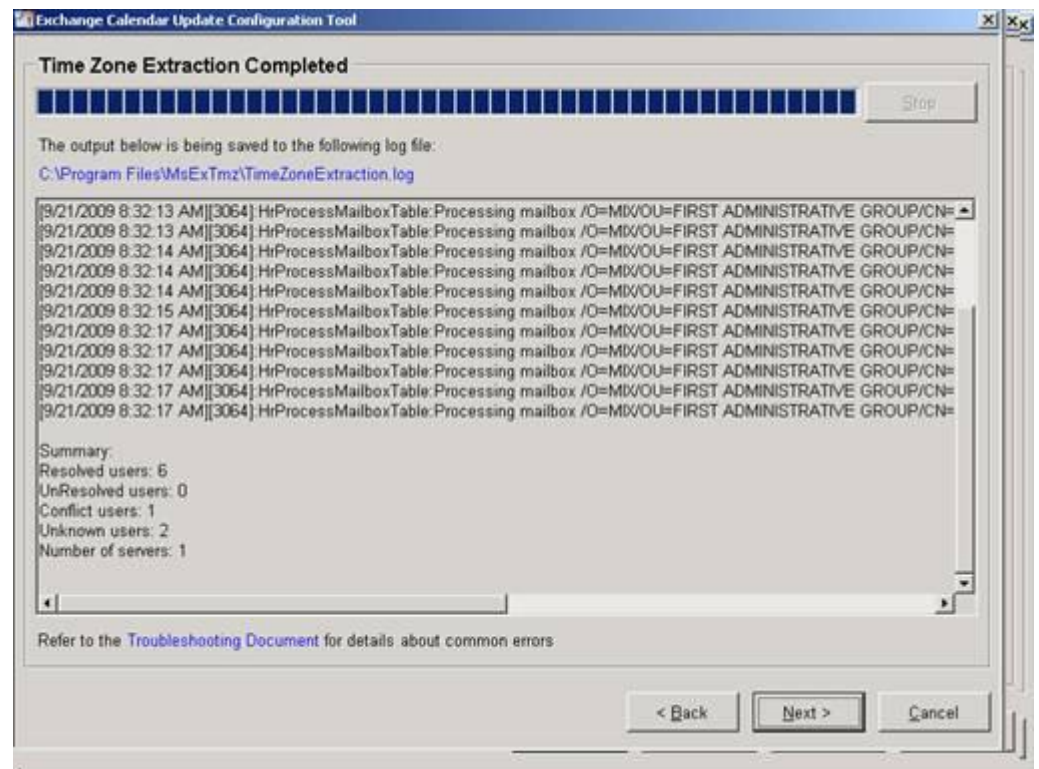 Exchange Calendar Update Configuration Tool
Time Zone Extraction Completed
Stop
The output below is being saved to the following log file:
C:\Program Files\MsExTmz\TimeZoneExtraction.log
[9/21/2009 8:32:13 AM][3064]:HrProcessMailboxTable:Processing mailbox /O=MIX/OU=FIRST ADMINISTRATIVE GROUP/CN=
[9/21/2009 8:32:13 AM][3064]:HrProcessMailboxTable:Processing mailbox /O=MIX/OU=FIRST ADMINISTRATIVE GROUP/CN=
[9/21/2009 8:32:14 AM][3064]:HrProcessMailboxTable:Processing mailbox /O=MIX/OU=FIRST ADMINISTRATIVE GROUP/CN=
[9/21/2009 8:32:14 AM][3064]:HrProcessMailboxTable:Processing mailbox /O=MIX/OU=FIRST ADMINISTRATIVE GROUP/CN=
[9/21/2009 8:32:14 AM][3064]:HrProcessMailboxTable:Processing mailbox /O=MIX/OU=FIRST ADMINISTRATIVE GROUP/CN=
[9/21/2009 8:32:15 AM][3064]:HrProcessMailboxTable:Processing mailbox /O=MIX/OU=FIRST ADMINISTRATIVE GROUP/CN=
[9/21/2009 8:32:17 AM][3064]:HrProcessMailboxTable:Processing mailbox /O=MIX/OU=FIRST ADMINISTRATIVE GROUP/CN=
[9/21/2009 8:32:17 AM][3064]:HrProcessMailboxTable:Processing mailbox /O=MIX/OU=FIRST ADMINISTRATIVE GROUP/CN=
[9/21/2009 8:32:17 AM][3064]:HrProcessMailboxTable:Processing mailbox /O=MIX/OU=FIRST ADMINISTRATIVE GROUP/CN=
[9/21/2009 8:32:17 AM][3064]:HrProcessMailboxTable:Processing mailbox /O=MIX/OU=FIRST ADMINISTRATIVE GROUP/CN=
[9/21/2009 8:32:17 AM][3064]:HrProcessMailboxTable:Processing mailbox /O=MIX/OU=FIRST ADMINISTRATIVE GROUP/CN=
Summary:
Resolved users: 6
UnResolved users: 0
Conflict users: 1
Unknown users: 2
Number of servers: 1
Refer to the Troubleshooting Document for details about common errors
< Back
Next >
Cancel